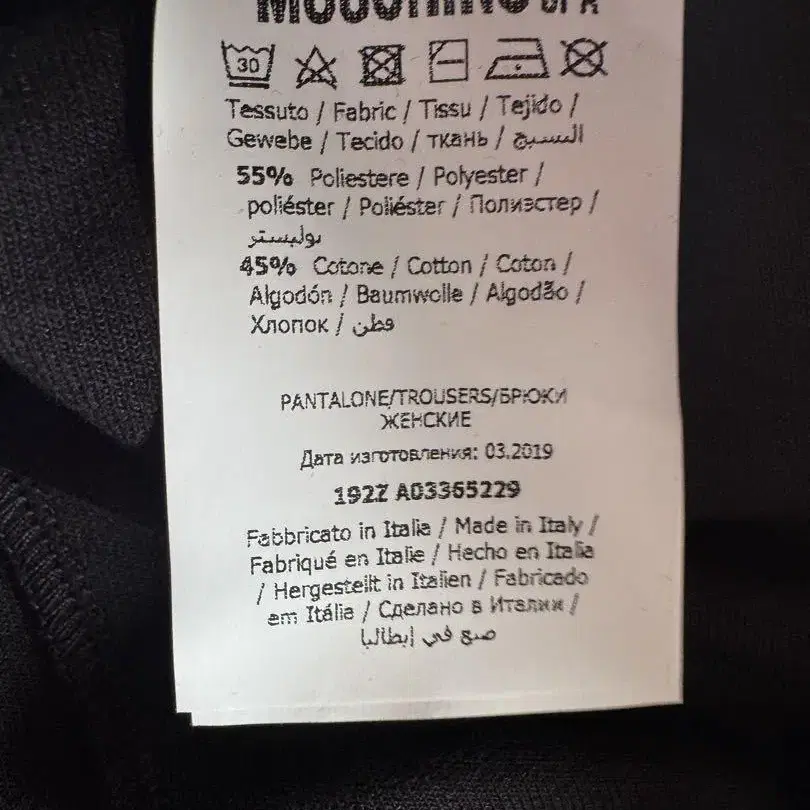 MOSCHINO S.P.A
30
Tessuto / Fabric / Tissu / Tejido /
Gewebe / Tecido / ткань / النسيج
55% Poliestere / Polyester /
poliéster / Poliéster / Полиэстер /
بوليستر
45% Cotone / Cotton / Coton /
Algodón / Baumwolle / Algodão /
Хлопок / قطن
PANTALONE/TROUSERS/БРЮКИ
ЖЕНСКИЕ
Дата изготовления: 03.2019
192Z A03365229
Fabbricato in Italia / Made in Italy /
Fabriqué en Italie / Hecho en Italia
/ Hergestellt in Italien / Fabricado
em Itália / Сделано в Италии /
صنع في إيطاليا